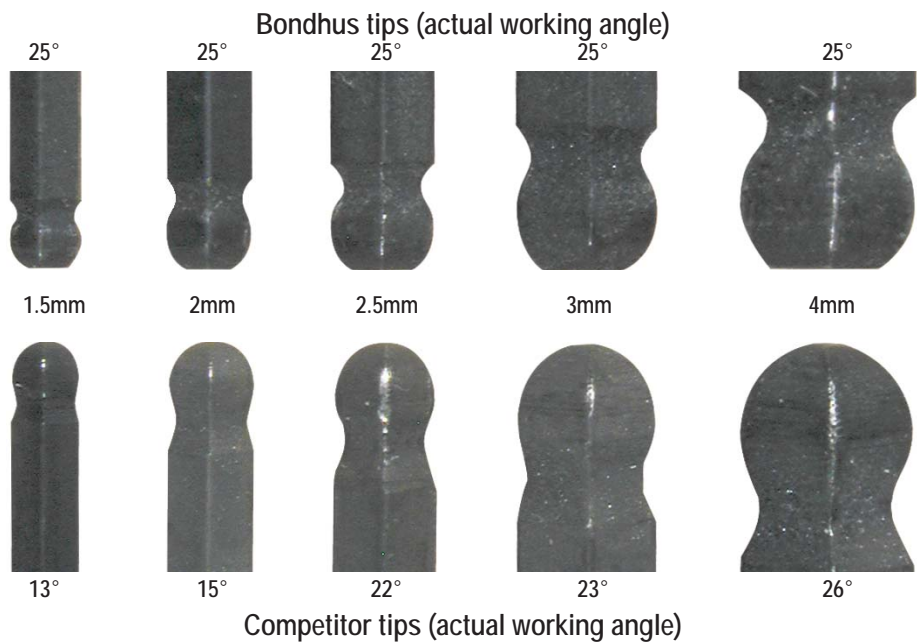 Bondhus tips (actual working angle)
25° 25° 25° 25° 25°
1.5mm 2mm 2.5mm 3mm 4mm
13° 15° 22° 23° 26°
Competitor tips (actual working angle)